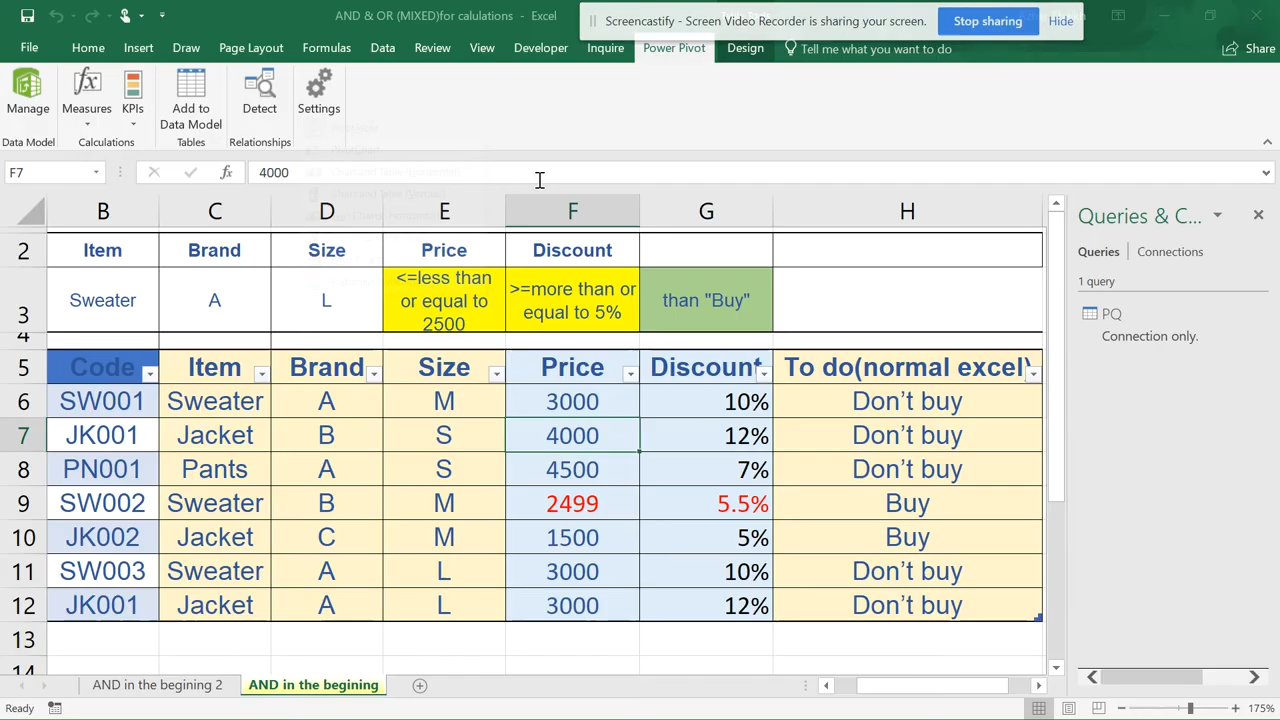 AND & OR (MIXED)for calulations - Excel
Screencastify - Screen Video Recorder is sharing your screen. Stop sharing Hide
File Home Insert Draw Page Layout Formulas Data Review View Developer Inquire Power Pivot Design Tell me what you want to do Share
Manage Measures KPIs Add to Data Model Detect Settings
Data Model Calculations Tables Relationships
F7 fx 4000
B C D E F G H
2 Item Brand Size Price Discount
3 Sweater A L <=less than or equal to 2500 >=more than or equal to 5% than "Buy"
4
5 Code Item Brand Size Price Discount To do(normal excel)
6 SW001 Sweater A M 3000 10% Don't buy
7 JK001 Jacket B S 4000 12% Don't buy
8 PN001 Pants A S 4500 7% Don't buy
9 SW002 Sweater B M 2499 5.5% Buy
10 JK002 Jacket C M 1500 5% Buy
11 SW003 Sweater A L 3000 10% Don't buy
12 JK001 Jacket A L 3000 12% Don't buy
13
14
Queries & C...
Queries Connections
1 query
PQ
Connection only.
AND in the begining 2 AND in the begining
Ready 175%